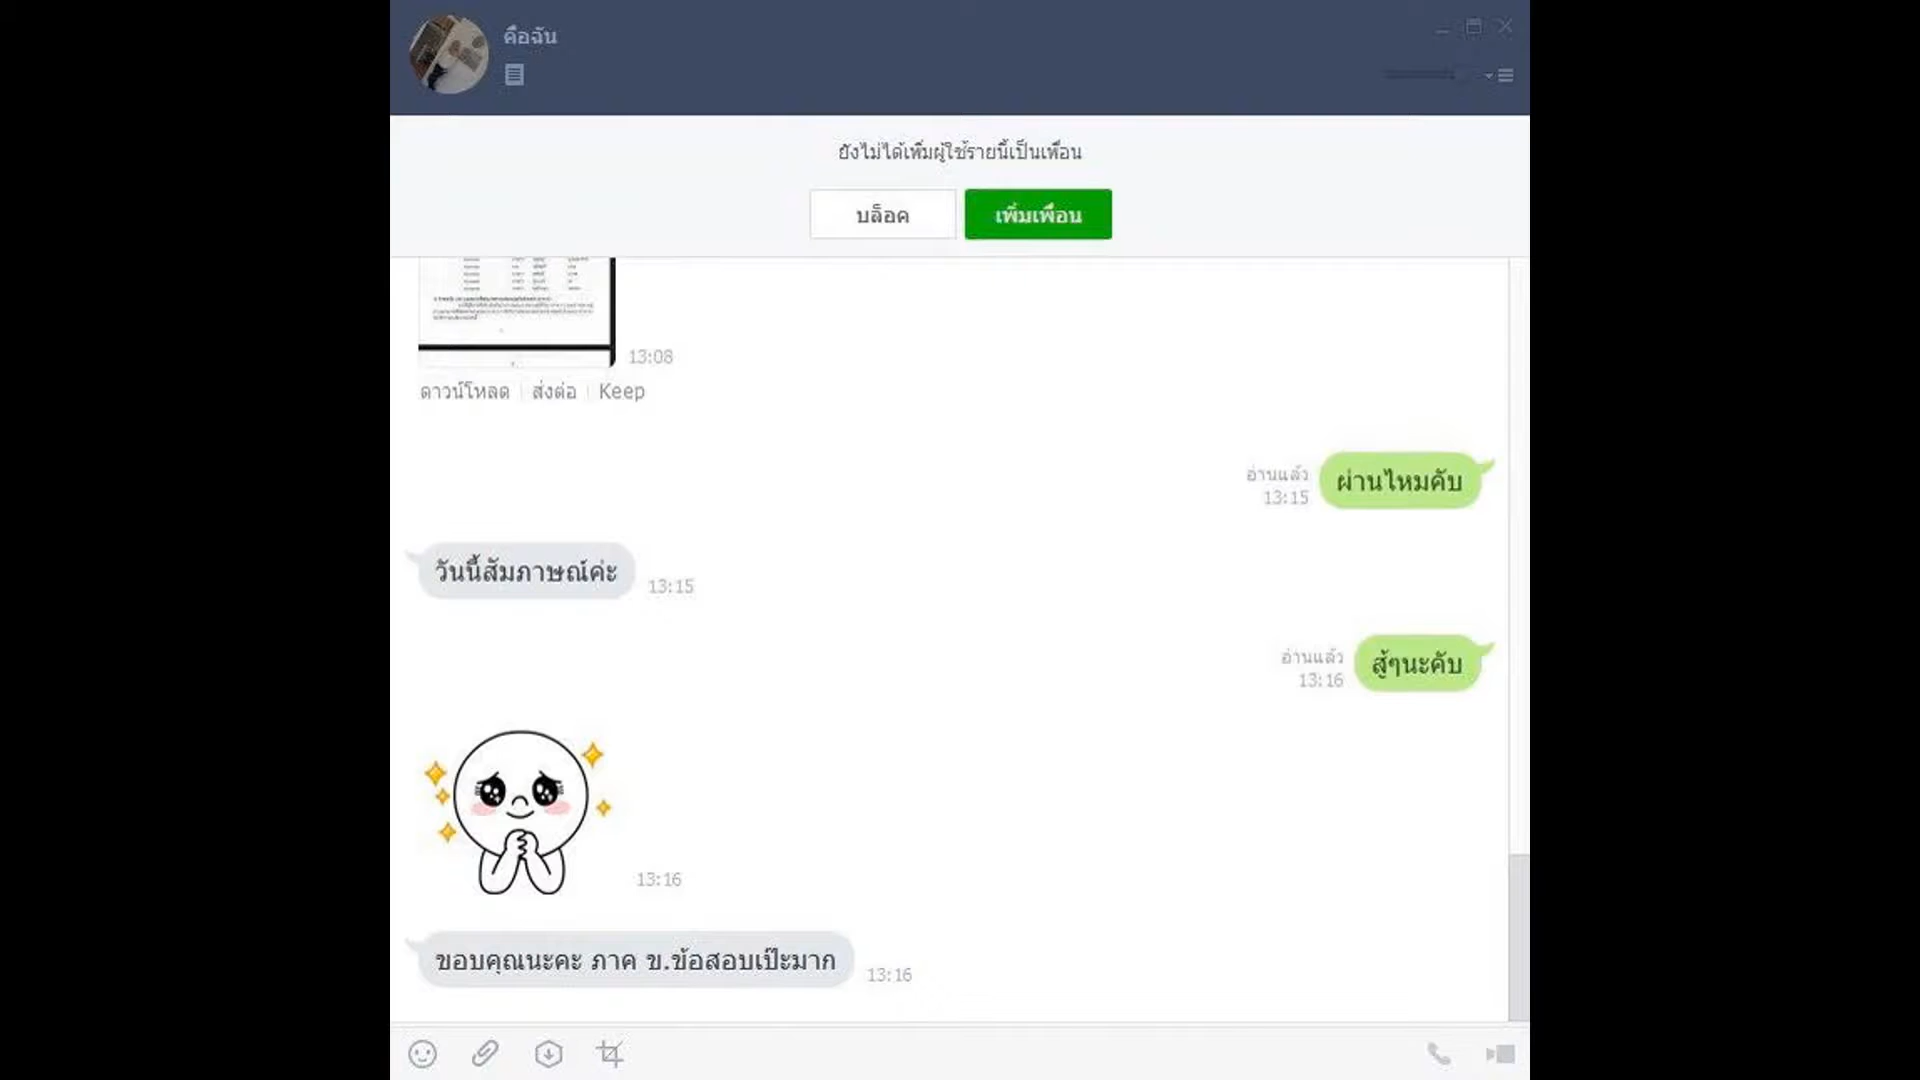 คือฉัน
ยังไม่ได้เพิ่มผู้ใช้รายนี้เป็นเพื่อน
บล็อค
เพิ่มเพื่อน
13:08
ดาวน์โหลด | ส่งต่อ | Keep
อ่านแล้ว
13:15
ผ่านไหมคับ
วันนี้สัมภาษณ์ค่ะ
13:15
อ่านแล้ว
13:16
สู้ๆนะคับ
13:16
ขอบคุณนะคะ ภาค ข.ข้อสอบเป๊ะมาก
13:16